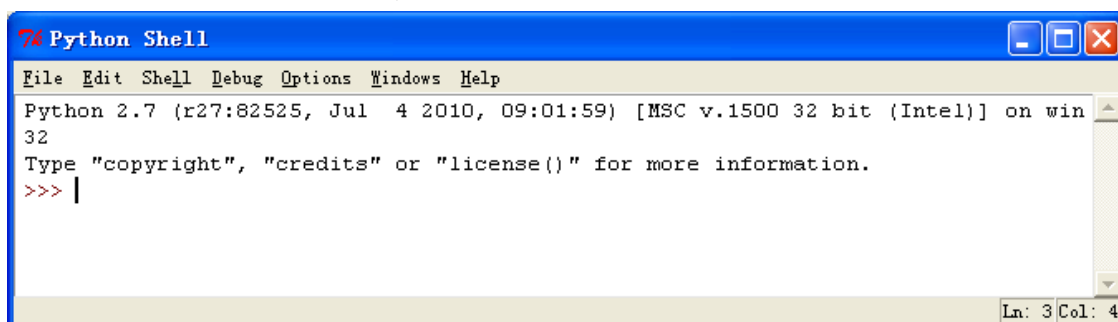 Python Shell
File Edit Shell Debug Options Windows Help
Python 2.7 (r27:82525, Jul  4 2010, 09:01:59) [MSC v.1500 32 bit (Intel)] on win
32
Type "copyright", "credits" or "license()" for more information.
>>>
Ln: 3 Col: 4